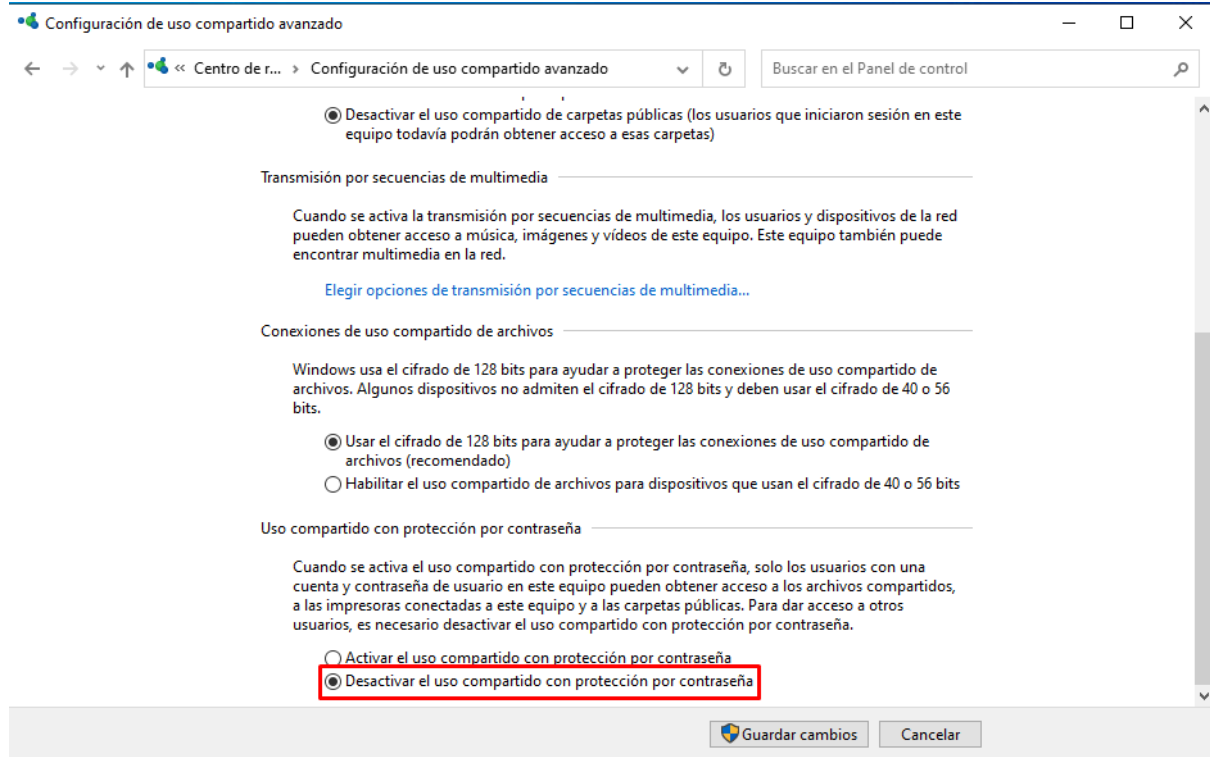 Configuración de uso compartido avanzado
« Centro de r... > Configuración de uso compartido avanzado
Buscar en el Panel de control
Desactivar el uso compartido de carpetas públicas (los usuarios que iniciaron sesión en este
equipo todavía podrán obtener acceso a esas carpetas)
Transmisión por secuencias de multimedia
Cuando se activa la transmisión por secuencias de multimedia, los usuarios y dispositivos de la red
pueden obtener acceso a música, imágenes y vídeos de este equipo. Este equipo también puede
encontrar multimedia en la red.
Elegir opciones de transmisión por secuencias de multimedia...
Conexiones de uso compartido de archivos
Windows usa el cifrado de 128 bits para ayudar a proteger las conexiones de uso compartido de
archivos. Algunos dispositivos no admiten el cifrado de 128 bits y deben usar el cifrado de 40 o 56
bits.
Usar el cifrado de 128 bits para ayudar a proteger las conexiones de uso compartido de
archivos (recomendado)
Habilitar el uso compartido de archivos para dispositivos que usan el cifrado de 40 o 56 bits
Uso compartido con protección por contraseña
Cuando se activa el uso compartido con protección por contraseña, solo los usuarios con una
cuenta y contraseña de usuario en este equipo pueden obtener acceso a los archivos compartidos,
a las impresoras conectadas a este equipo y a las carpetas públicas. Para dar acceso a otros
usuarios, es necesario desactivar el uso compartido con protección por contraseña.
Activar el uso compartido con protección por contraseña
Desactivar el uso compartido con protección por contraseña
Guardar cambios
Cancelar